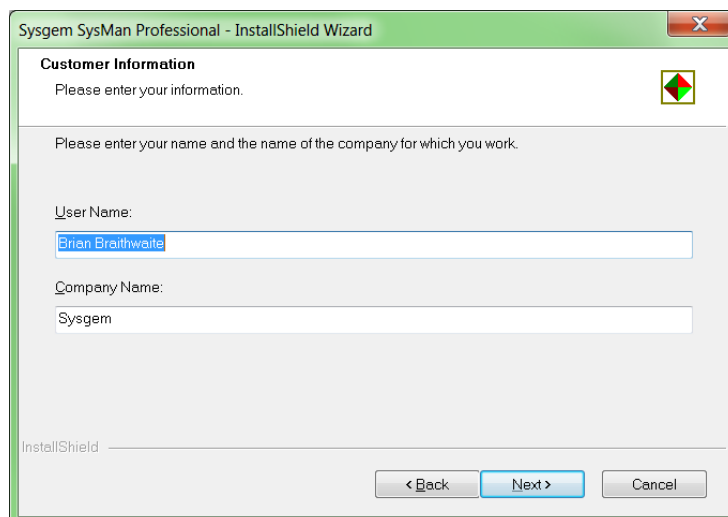 Sysgem SysMan Professional - InstallShield Wizard
Customer Information
Please enter your information.
Please enter your name and the name of the company for which you work.
User Name:
Brian Braithwaite
Company Name:
Sysgem
InstallShield
< Back Next > Cancel